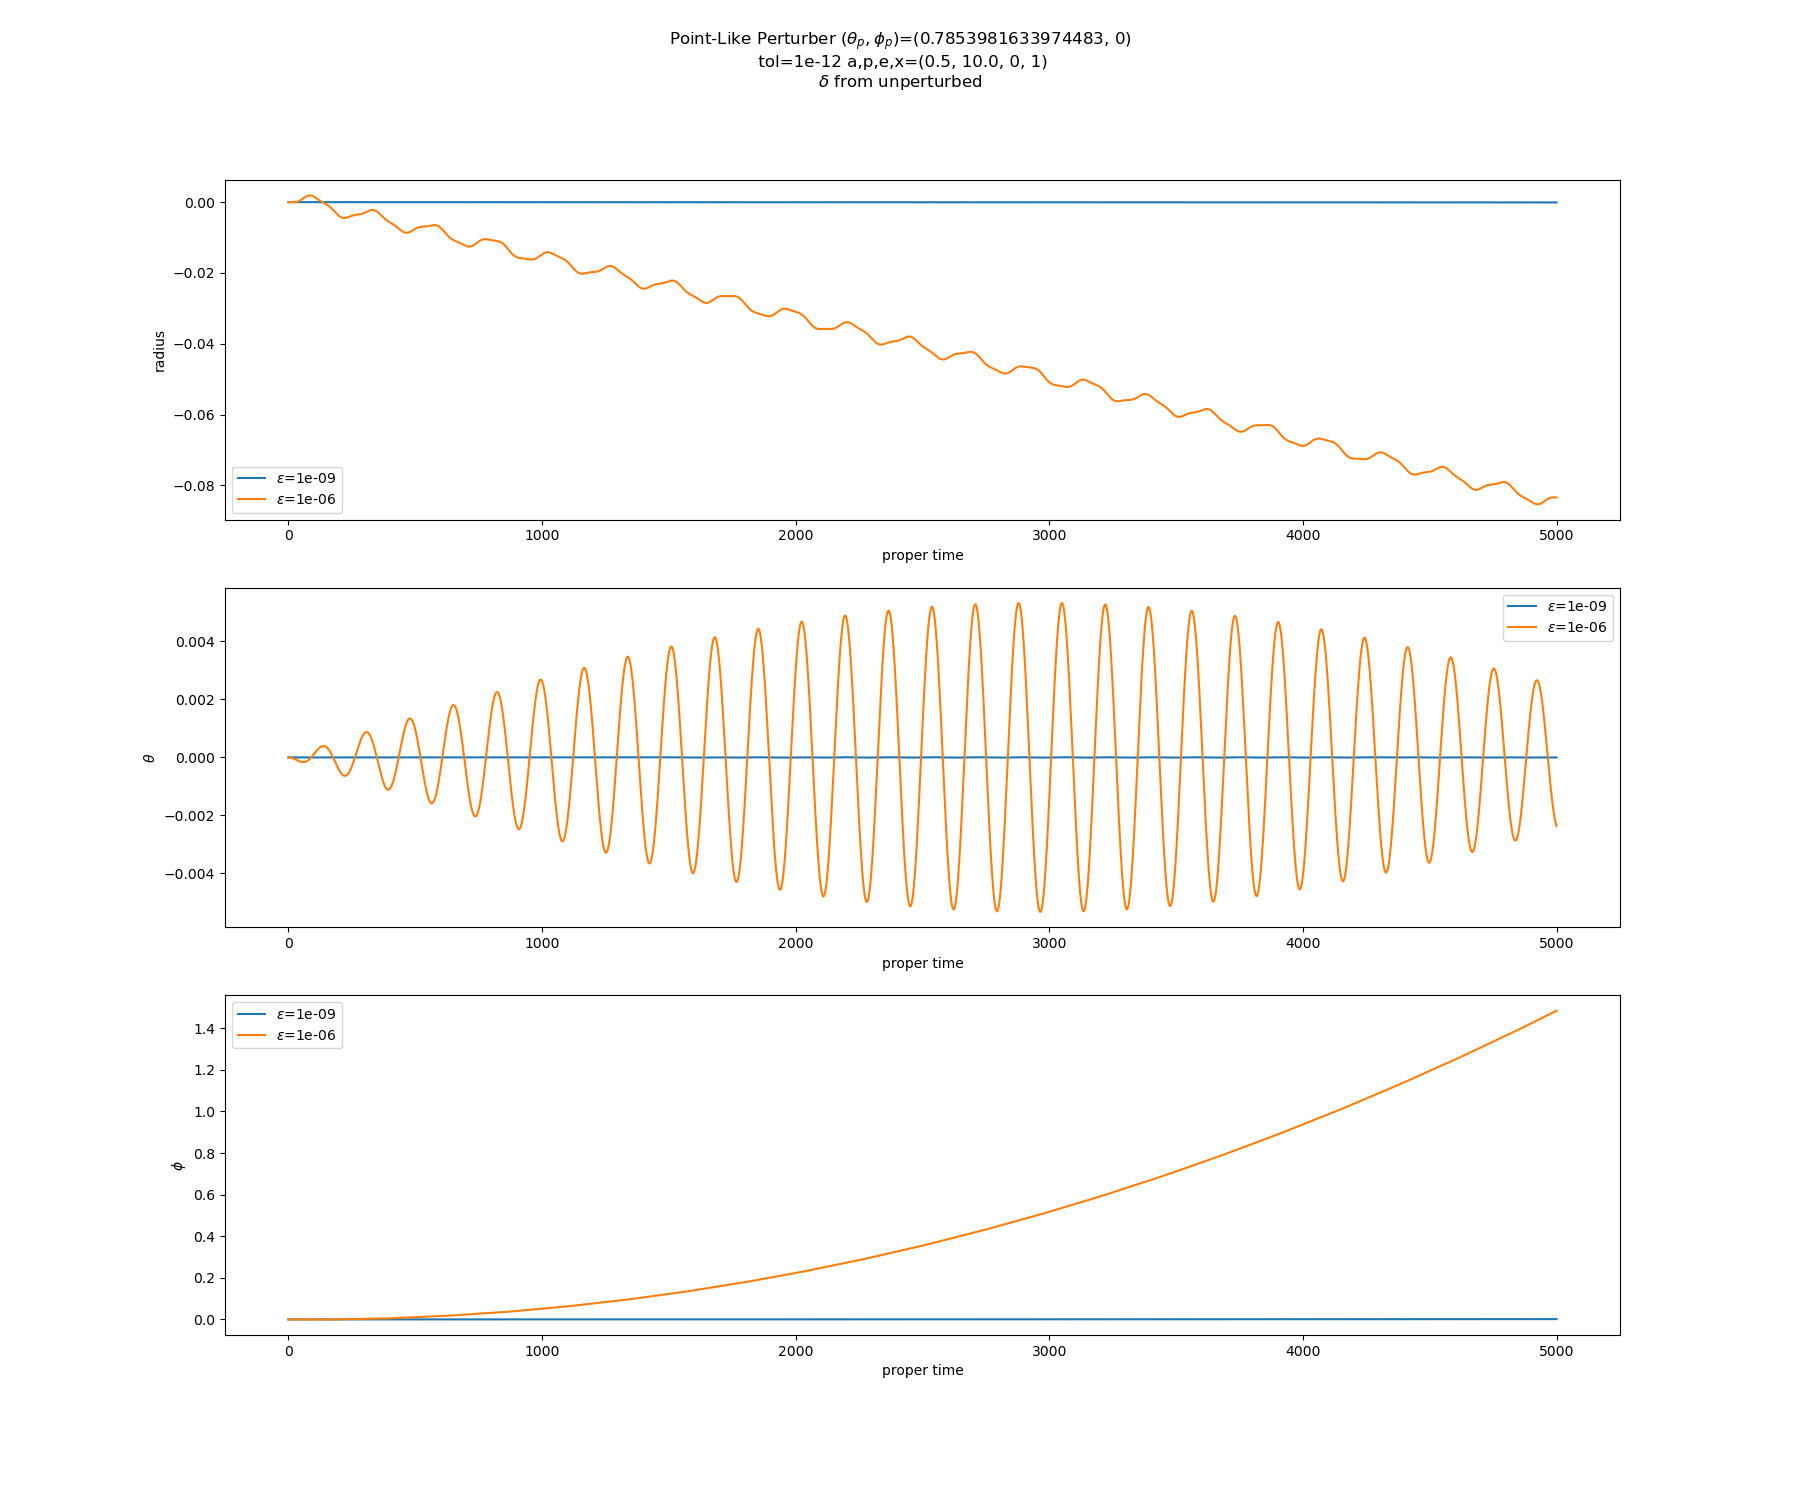 Point-Like Perturber (θp, ϕp)=(0.7853981633974483, 0)
tol=1e-12 a,p,e,x=(0.5, 10.0, 0, 1)
δ from unperturbed
0.00
−0.02
−0.04
−0.06
−0.08
radius
ε=1e-09
ε=1e-06
0 1000 2000 3000 4000 5000
proper time
0.004
0.002
0.000
−0.002
−0.004
θ
ε=1e-09
ε=1e-06
0 1000 2000 3000 4000 5000
proper time
1.4
1.2
1.0
0.8
0.6
0.4
0.2
0.0
ϕ
ε=1e-09
ε=1e-06
0 1000 2000 3000 4000 5000
proper time